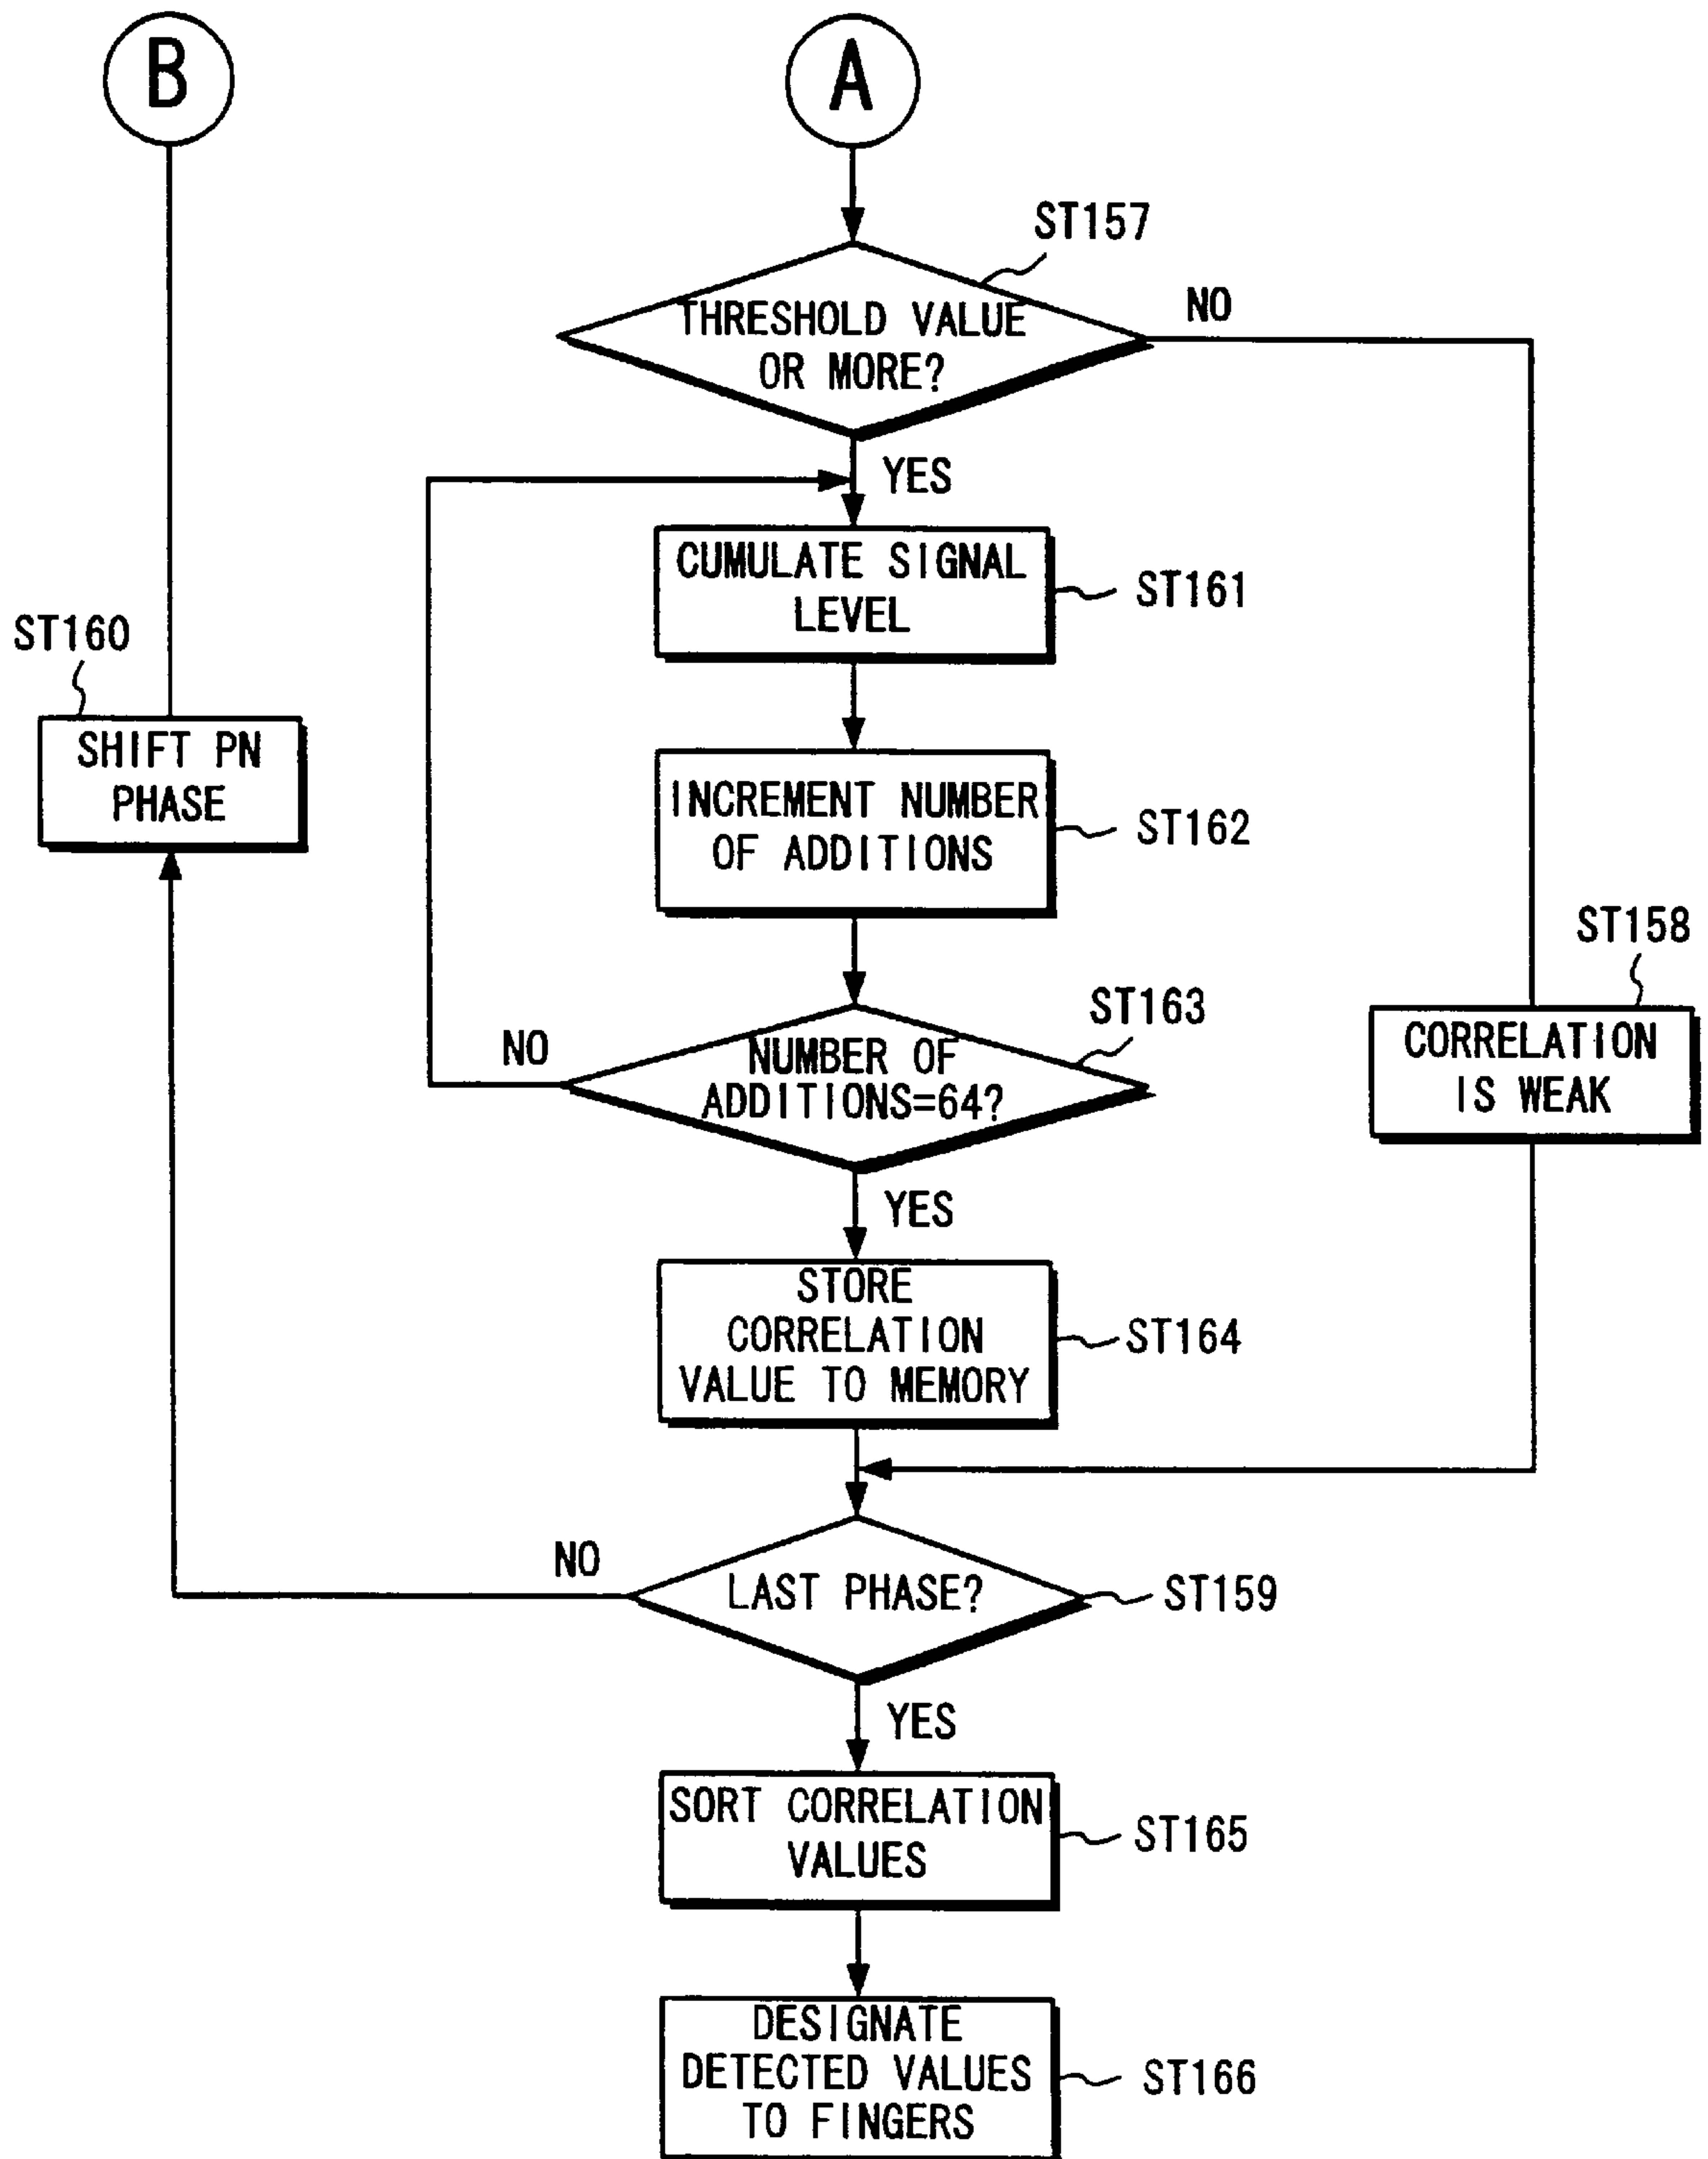 B
A
ST157
THRESHOLD VALUE
OR MORE?
NO
YES
CUMULATE SIGNAL
LEVEL
ST161
ST160
SHIFT PN
PHASE
INCREMENT NUMBER
OF ADDITIONS
ST162
ST158
CORRELATION
IS WEAK
ST163
NO
NUMBER OF
ADDITIONS=64?
YES
STORE
CORRELATION
VALUE TO MEMORY
ST164
NO
LAST PHASE?
ST159
YES
SORT CORRELATION
VALUES
ST165
DESIGNATE
DETECTED VALUES
TO FINGERS
ST166